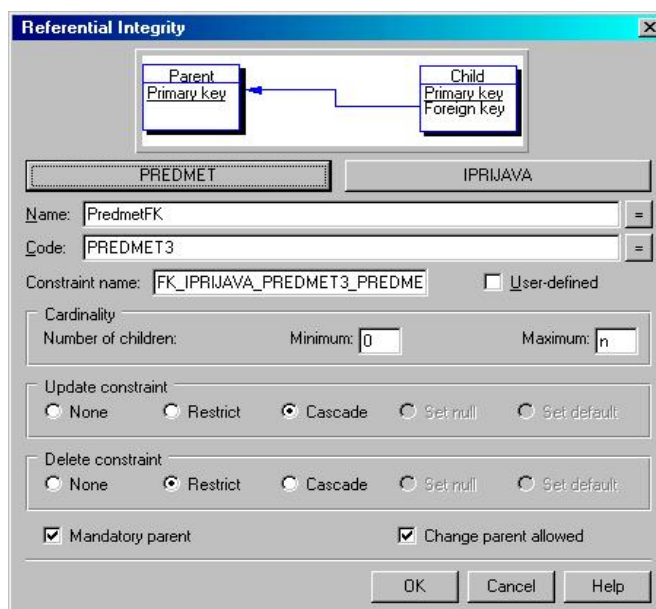 Referential Integrity
Parent
Primary key
Child
Primary key
Foreign key
PREDMET
IPRIJAVA
Name: PredmetFK =
Code: PREDMET3 =
Constraint name: FK_IPRIJAVA_PREDMET3_PREDME User-defined
Cardinality
Number of children: Minimum: 0 Maximum: n
Update constraint
None Restrict Cascade Set null Set default
Delete constraint
None Restrict Cascade Set null Set default
Mandatory parent Change parent allowed
OK Cancel Help